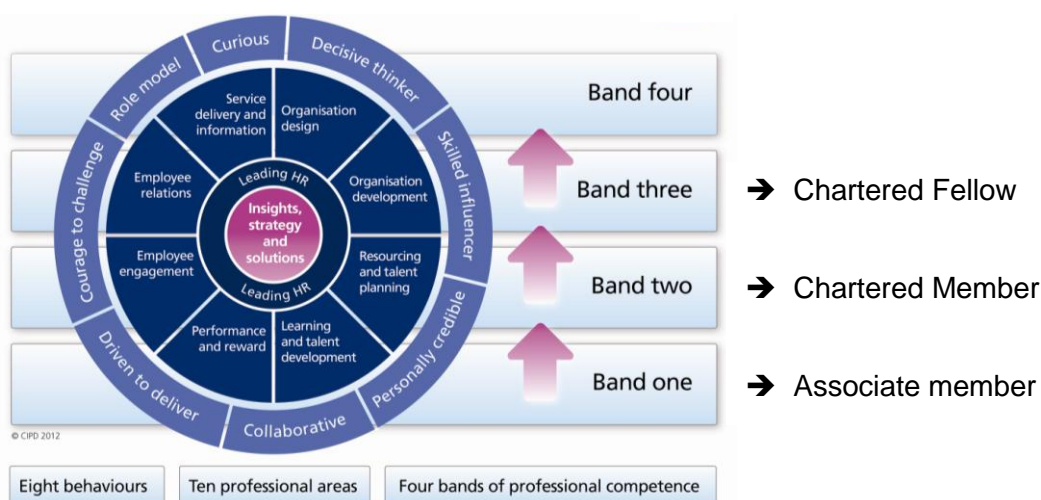 Curious
Decisive thinker
Skilled influencer
Personally credible
Collaborative
Driven to deliver
Courage to challenge
Role model
Service
delivery and
information
Organisation
design
Organisation
development
Resourcing
and talent
planning
Learning
and talent
development
Performance
and reward
Employee
engagement
Employee
relations
Leading HR
Insights,
strategy
and
solutions
Leading HR
Band four
Band three
➔ Chartered Fellow
Band two
➔ Chartered Member
Band one
➔ Associate member
© CIPD 2012
Eight behaviours
Ten professional areas
Four bands of professional competence